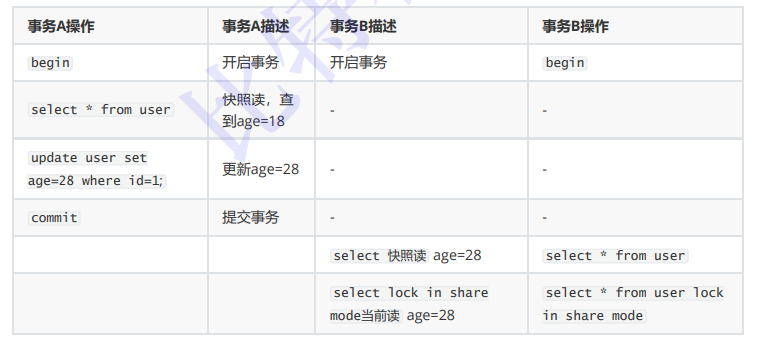 事务A操作 事务A描述 事务B描述 事务B操作
begin 开启事务 开启事务 begin
select * from user 快照读，查到age=18 - -
update user set age=28 where id=1; 更新age=28 - -
commit 提交事务 - -
select 快照读 age=28 select * from user
select lock in share mode当前读 age=28 select * from user lock in share mode
比特